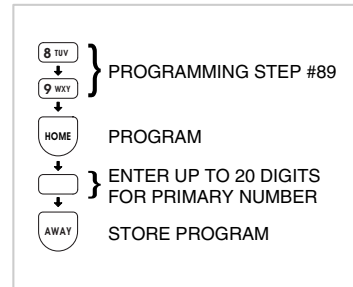 8 TUV
9 WXY
PROGRAMMING STEP #89
HOME
PROGRAM
ENTER UP TO 20 DIGITS
FOR PRIMARY NUMBER
AWAY
STORE PROGRAM